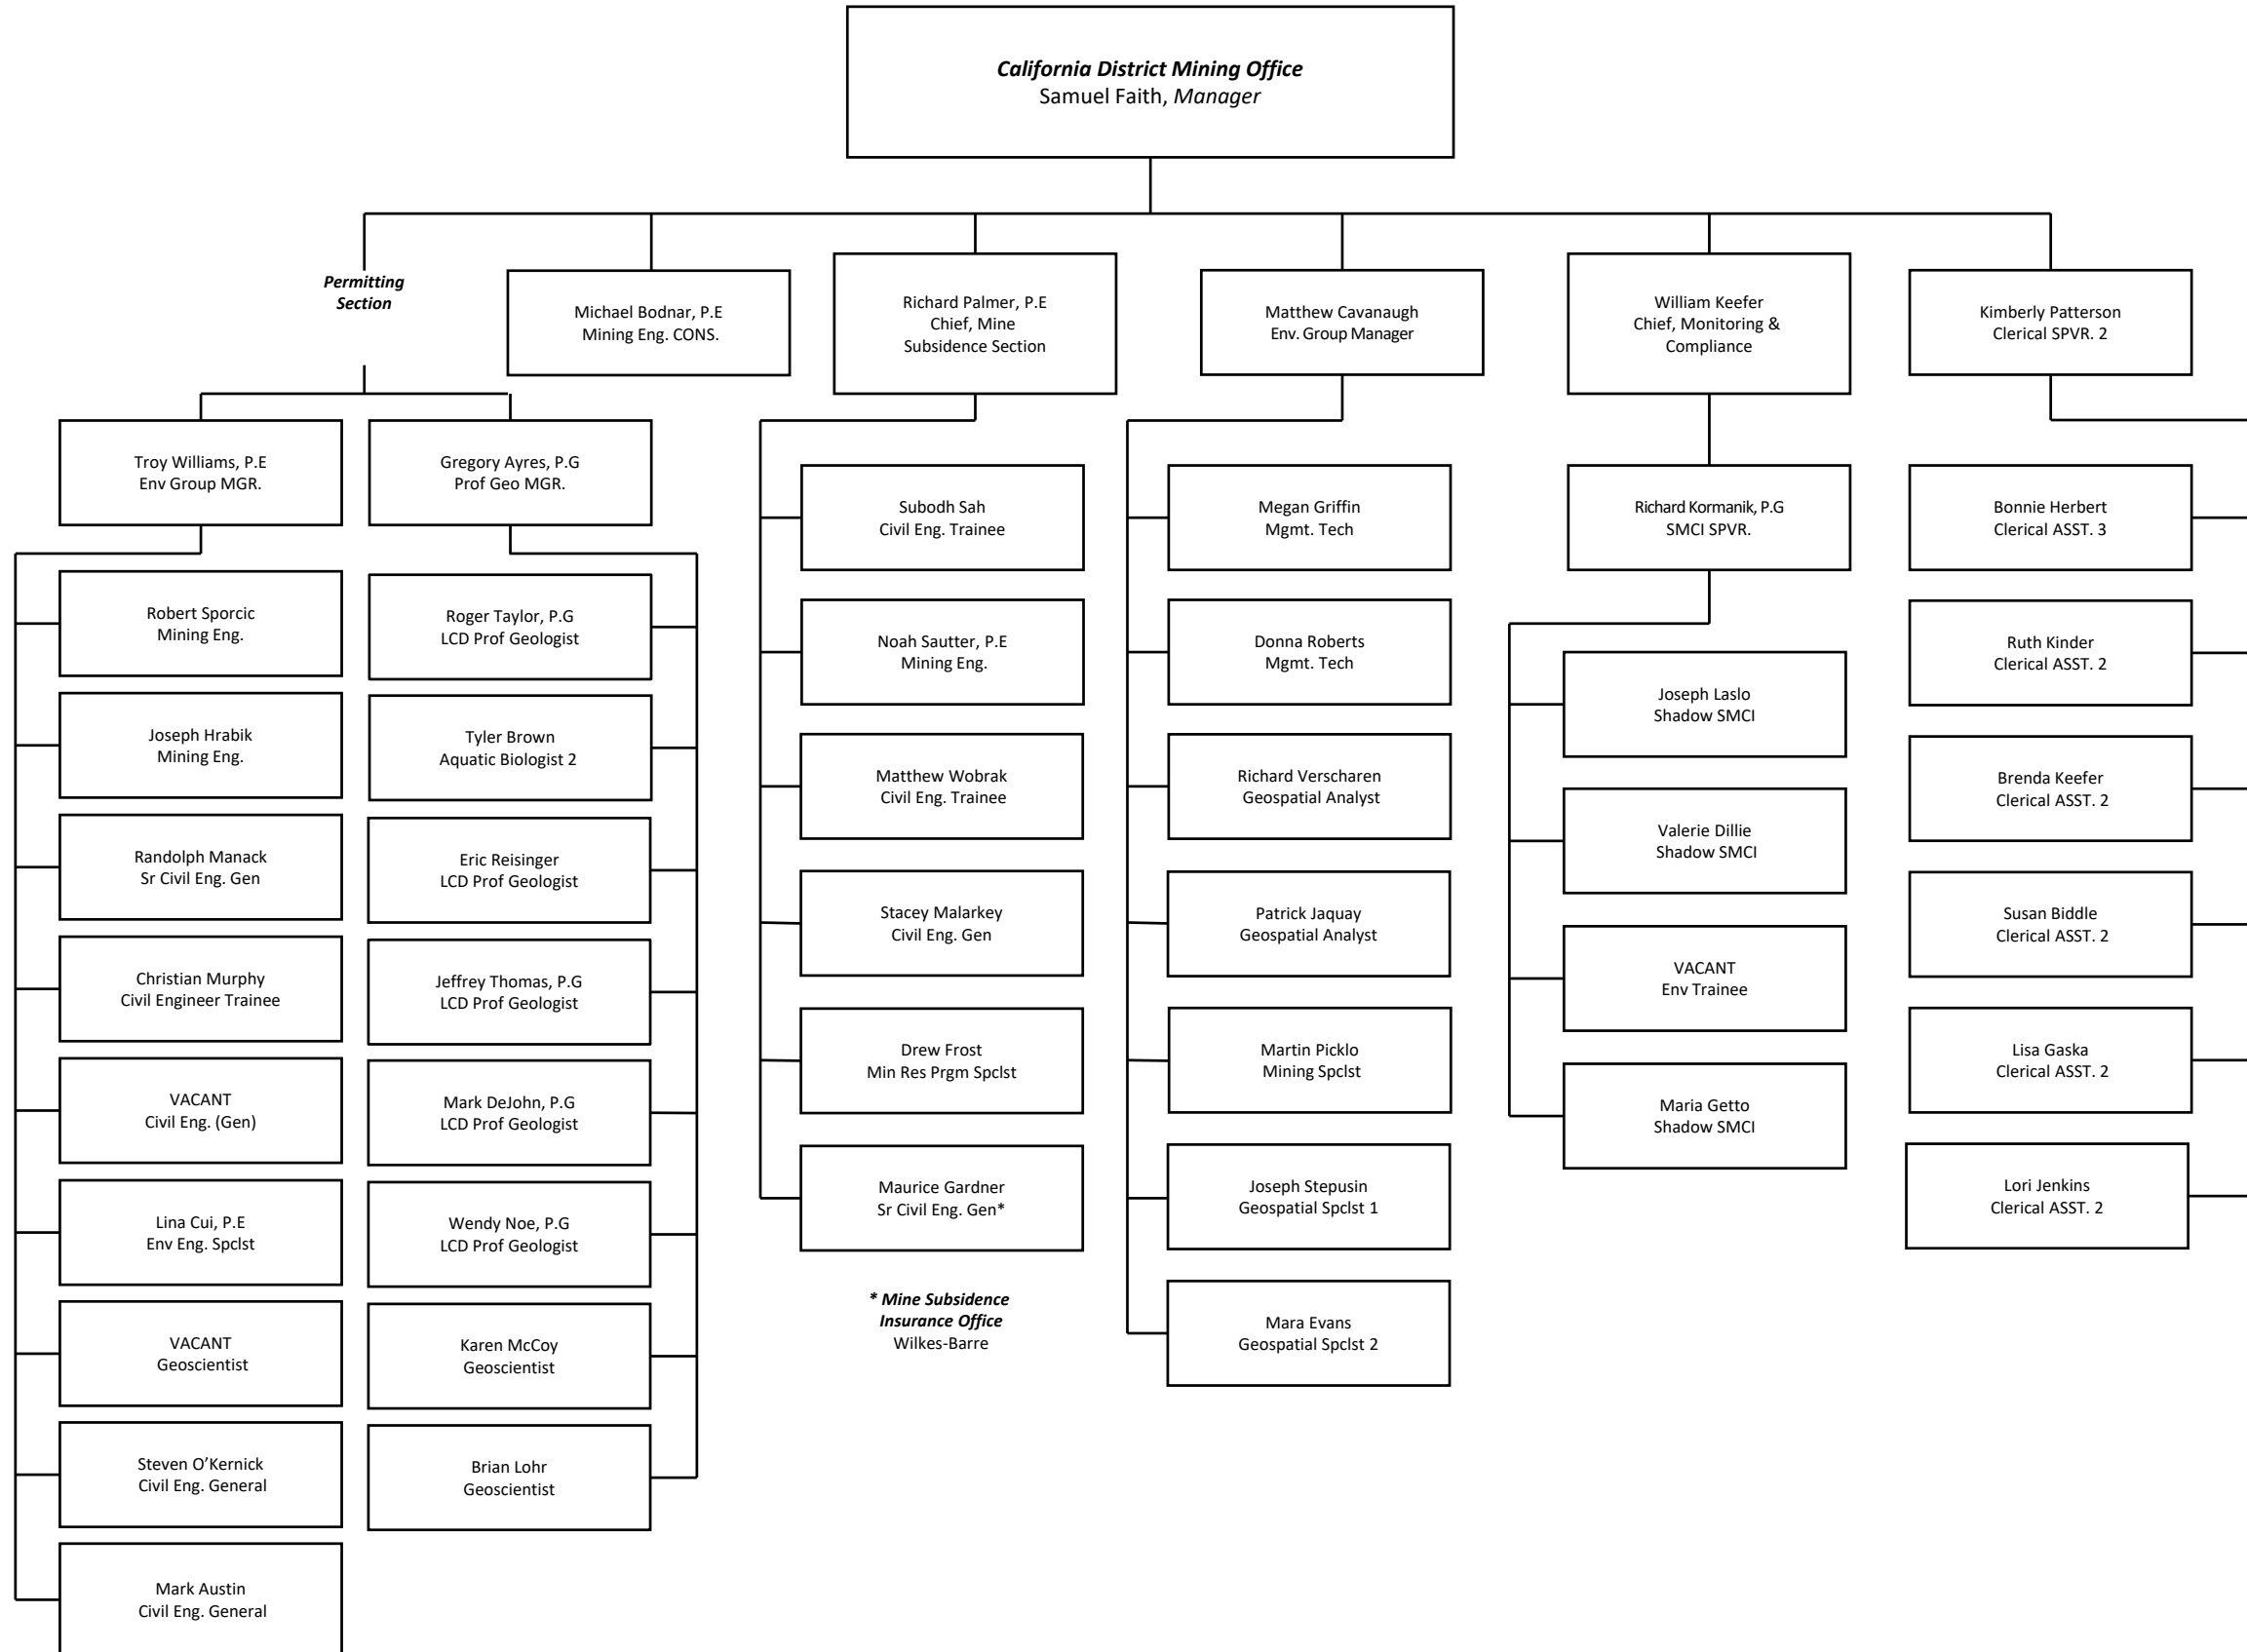 California District Mining Office
Samuel Faith, Manager
Permitting
Section
Michael Bodnar, P.E
Mining Eng. CONS.
Richard Palmer, P.E
Chief, Mine
Subsidence Section
Matthew Cavanaugh
Env. Group Manager
William Keefer
Chief, Monitoring &
Compliance
Kimberly Patterson
Clerical SPVR. 2
Troy Williams, P.E
Env Group MGR.
Robert Sporcic
Mining Eng.
Joseph Hrabik
Mining Eng.
Randolph Manack
Sr Civil Eng. Gen
Christian Murphy
Civil Engineer Trainee
VACANT
Civil Eng. (Gen)
Lina Cui, P.E
Env Eng. Spclst
VACANT
Geoscientist
Steven O’Kernick
Civil Eng. General
Mark Austin
Civil Eng. General
Gregory Ayres, P.G
Prof Geo MGR.
Roger Taylor, P.G
LCD Prof Geologist
Tyler Brown
Aquatic Biologist 2
Eric Reisinger
LCD Prof Geologist
Jeffrey Thomas, P.G
LCD Prof Geologist
Mark DeJohn, P.G
LCD Prof Geologist
Wendy Noe, P.G
LCD Prof Geologist
Karen McCoy
Geoscientist
Brian Lohr
Geoscientist
Subodh Sah
Civil Eng. Trainee
Noah Sautter, P.E
Mining Eng.
Matthew Wobrak
Civil Eng. Trainee
Stacey Malarkey
Civil Eng. Gen
Drew Frost
Min Res Prgm Spclst
Maurice Gardner
Sr Civil Eng. Gen*
* Mine Subsidence
Insurance Office
Wilkes-Barre
Megan Griffin
Mgmt. Tech
Donna Roberts
Mgmt. Tech
Richard Verscharen
Geospatial Analyst
Patrick Jaquay
Geospatial Analyst
Martin Picklo
Mining Spclst
Joseph Stepusin
Geospatial Spclst 1
Mara Evans
Geospatial Spclst 2
Richard Kormanik, P.G
SMCI SPVR.
Joseph Laslo
Shadow SMCI
Valerie Dillie
Shadow SMCI
VACANT
Env Trainee
Maria Getto
Shadow SMCI
Bonnie Herbert
Clerical ASST. 3
Ruth Kinder
Clerical ASST. 2
Brenda Keefer
Clerical ASST. 2
Susan Biddle
Clerical ASST. 2
Lisa Gaska
Clerical ASST. 2
Lori Jenkins
Clerical ASST. 2